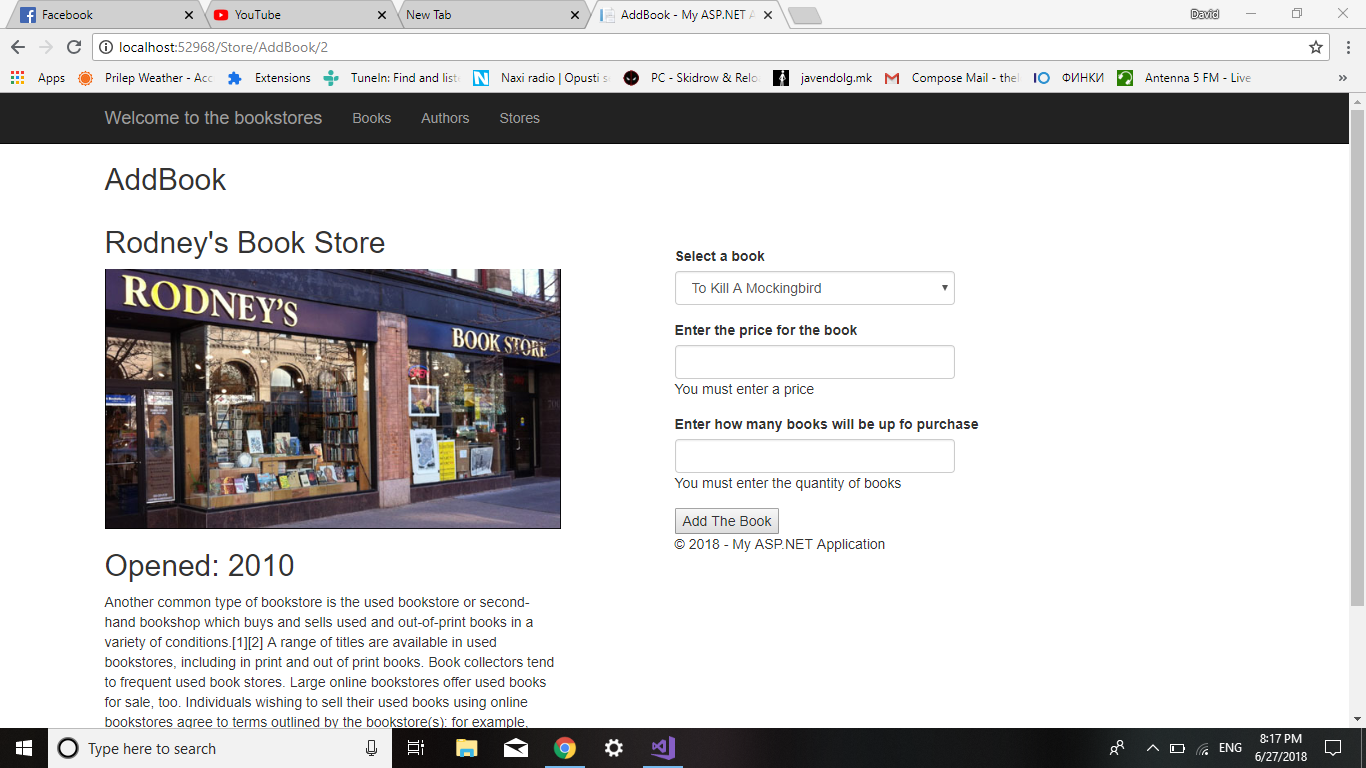 Facebook
YouTube
New Tab
AddBook - My ASP.NET A
David
localhost:52968/Store/AddBook/2
Apps
Prilep Weather - Acc
Extensions
TuneIn: Find and liste
Naxi radio | Opusti s
PC - Skidrow & Relo
javendolg.mk
Compose Mail - thel
ФИНКИ
Antenna 5 FM - Live
»
Welcome to the bookstores
Books
Authors
Stores
AddBook
Rodney's Book Store
RODNEY'S
BOOK STORE
Select a book
To Kill A Mockingbird
Enter the price for the book
You must enter a price
Enter how many books will be up fo purchase
You must enter the quantity of books
Add The Book
© 2018 - My ASP.NET Application
Opened: 2010
Another common type of bookstore is the used bookstore or second-
hand bookshop which buys and sells used and out-of-print books in a
variety of conditions.[1][2] A range of titles are available in used
bookstores, including in print and out of print books. Book collectors tend
to frequent used book stores. Large online bookstores offer used books
for sale, too. Individuals wishing to sell their used books using online
bookstores agree to terms outlined by the bookstore(s): for example,
Type here to search
ENG
8:17 PM
6/27/2018